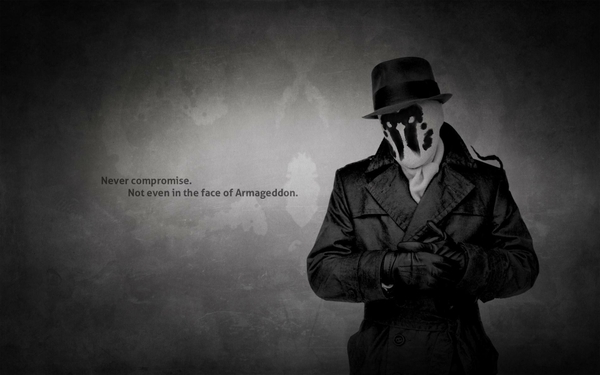 Never compromise.
Not even in the face of Armageddon.